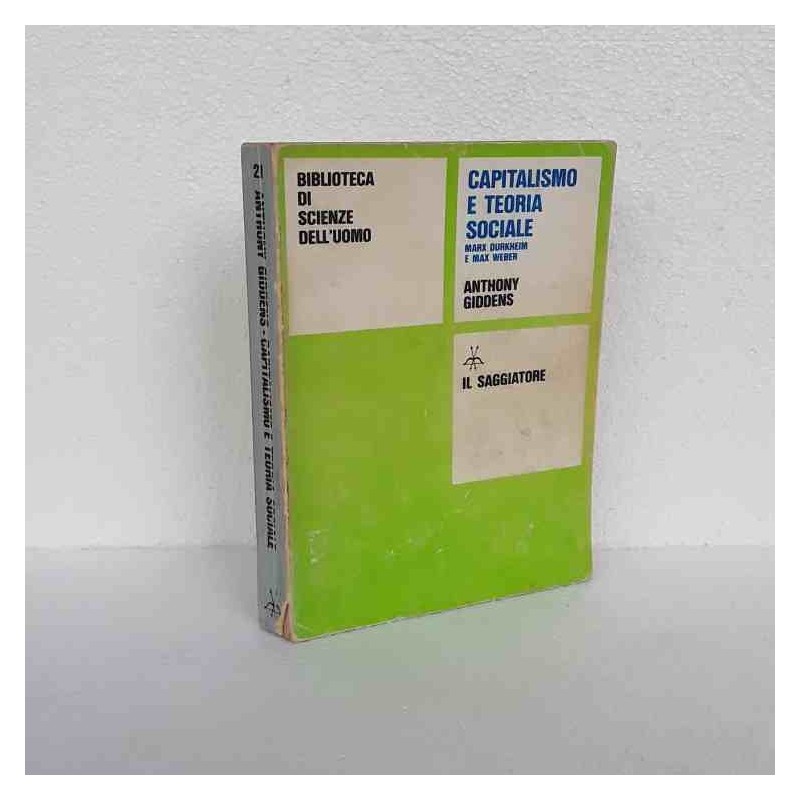 BIBLIOTECA
DI
SCIENZE
DELL'UOMO
CAPITALISMO
E TEORIA
SOCIALE
MARX DURKHEIM
E MAX WEBER
ANTHONY
GIDDENS
IL SAGGIATORE
ANTHONY GIDDENS - CAPITALISMO E TEORIA SOCIALE